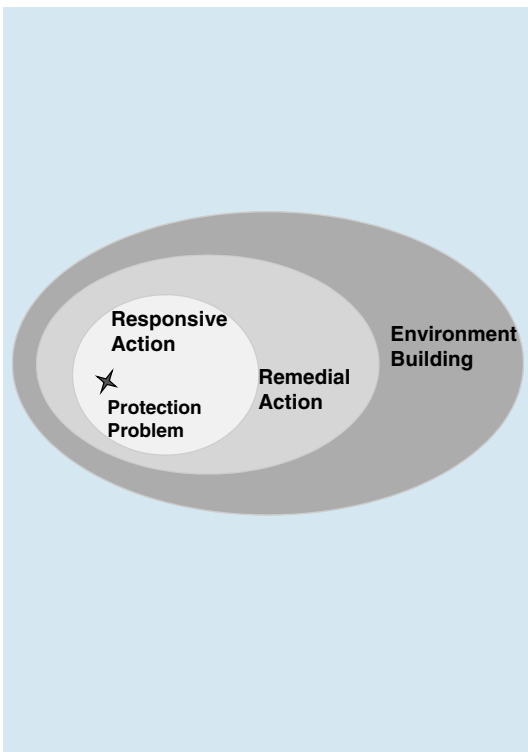 Responsive
Action
Protection
Problem
Remedial
Action
Environment
Building